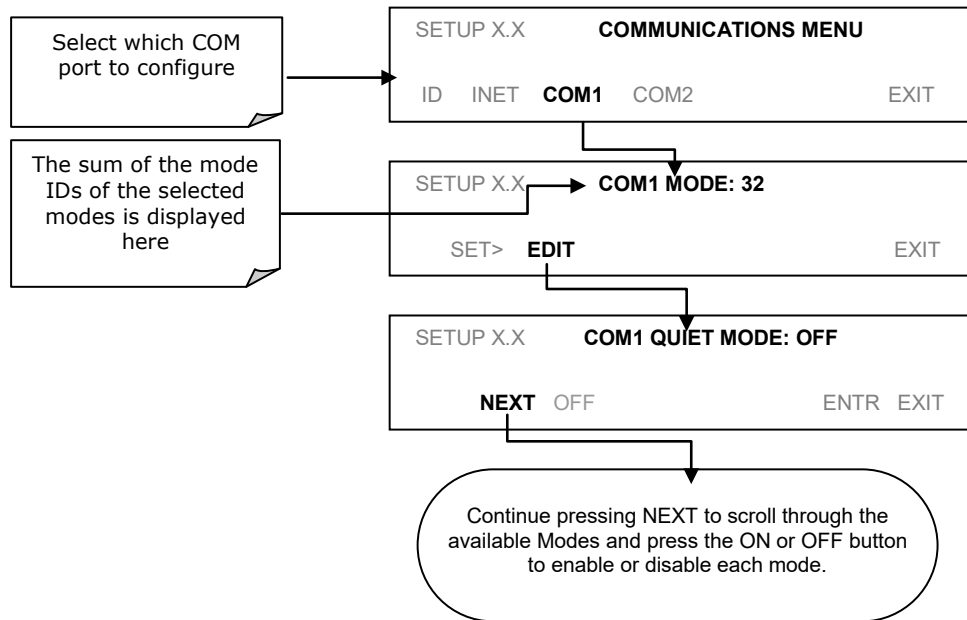 Select which COM
port to configure
SETUP X.X COMMUNICATIONS MENU
ID INET COM1 COM2 EXIT
The sum of the mode
IDs of the selected
modes is displayed
here
SETUP X.X COM1 MODE: 32
SET> EDIT EXIT
SETUP X.X COM1 QUIET MODE: OFF
NEXT OFF ENTR EXIT
Continue pressing NEXT to scroll through the
available Modes and press the ON or OFF button
to enable or disable each mode.